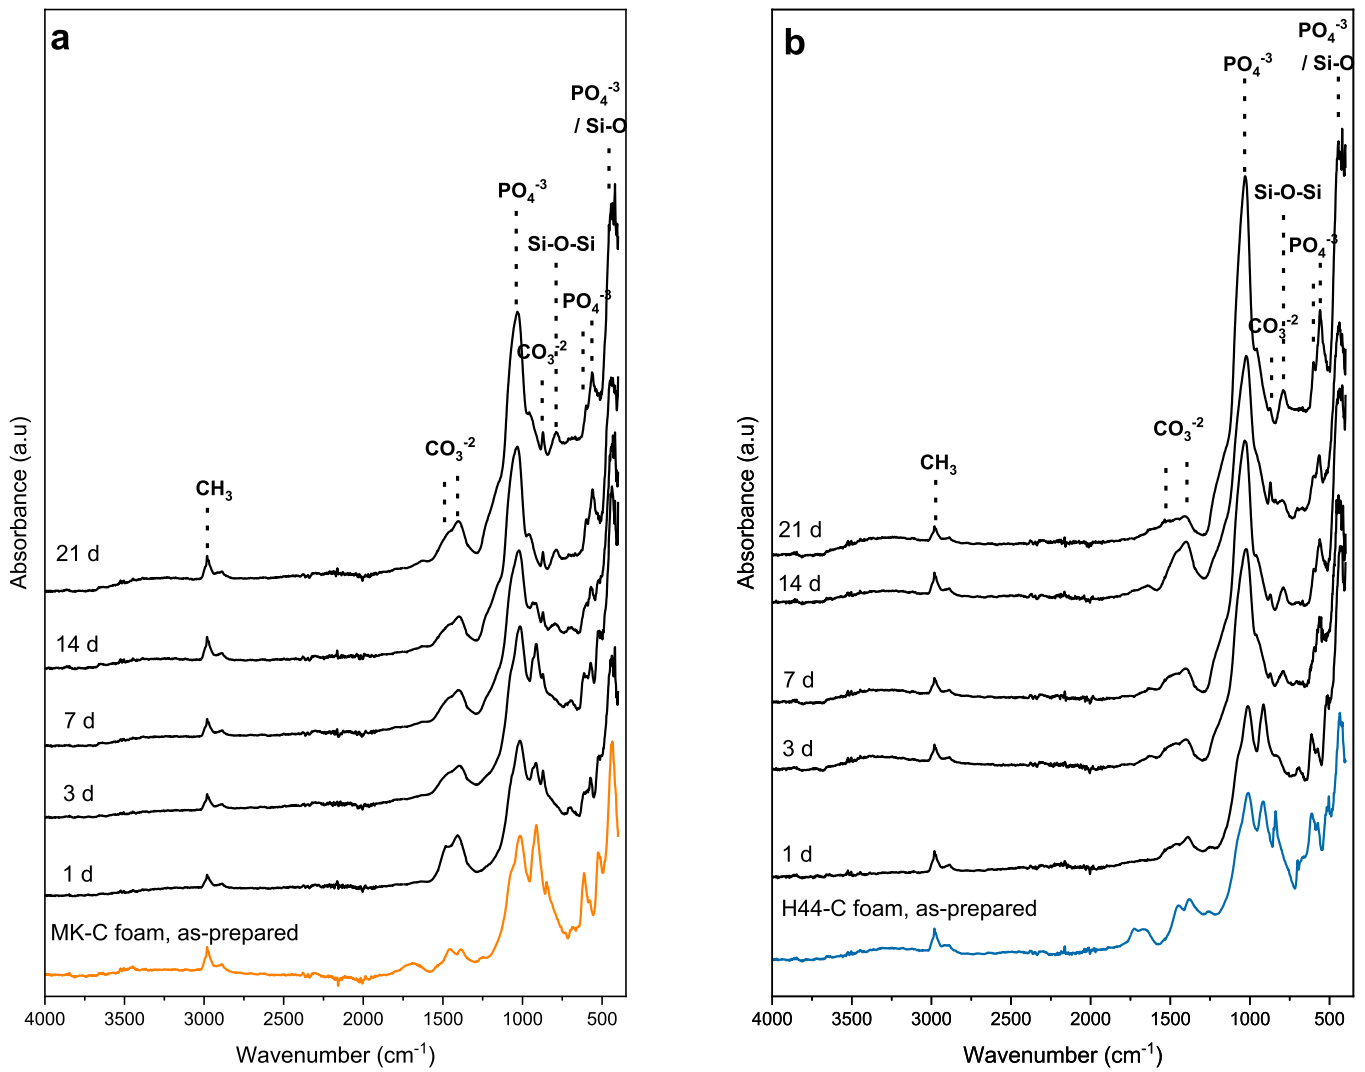 a
PO₄⁻³
/ Si-O
PO₄⁻³
Si-O-Si
PO₄⁻³
CO₃⁻²
CO₃⁻²
CH₃
21 d
14 d
7 d
3 d
1 d
MK-C foam, as-prepared
Absorbance (a.u)
4000 3500 3000 2500 2000 1500 1000 500
Wavenumber (cm⁻¹)
b
PO₄⁻³
/ Si-O
PO₄⁻³
Si-O-Si
PO₄⁻³
CO₃⁻²
CO₃⁻²
CH₃
21 d
14 d
7 d
3 d
1 d
H44-C foam, as-prepared
Absorbance (a.u)
4000 3500 3000 2500 2000 1500 1000 500
Wavenumber (cm⁻¹)